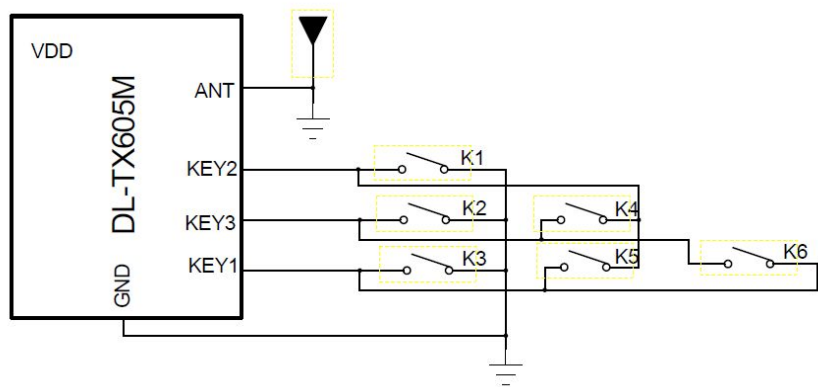 VDD
DL-TX605M
ANT
KEY2
KEY3
KEY1
GND
K1
K2
K4
K3
K5
K6